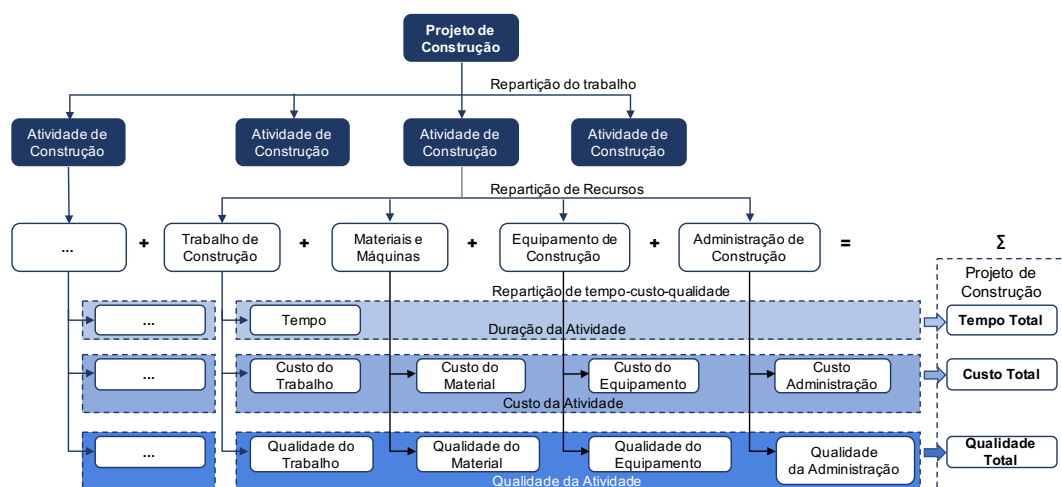 Projeto de
Construção
Repartição do trabalho
Atividade de
Construção
Atividade de
Construção
Atividade de
Construção
Atividade de
Construção
Repartição de Recursos
...
+
Trabalho de
Construção
+
Materiais e
Máquinas
+
Equipamento de
Construção
+
Administração de
Construção
=
Σ
Projeto de
Construção
Repartição de tempo-custo-qualidade
...
Tempo
Duração da Atividade
Tempo Total
...
Custo do
Trabalho
Custo do
Material
Custo do
Equipamento
Custo
Administração
Custo da Atividade
Custo Total
...
Qualidade do
Trabalho
Qualidade do
Material
Qualidade do
Equipamento
Qualidade
da Administração
Qualidade da Atividade
Qualidade
Total